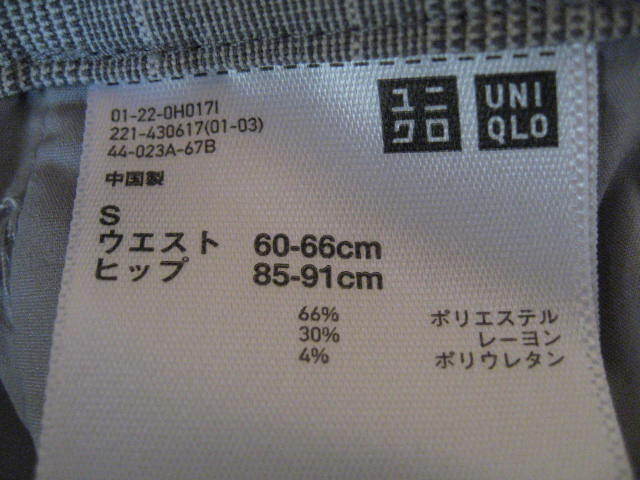 01-22-0H017I
221-430617(01-03)
44-023A-67B
中国製
ユニ
クロ
UNI
QLO
S
ウエスト 60-66cm
ヒップ 85-91cm
66% ポリエステル
30% レーヨン
4% ポリウレタン